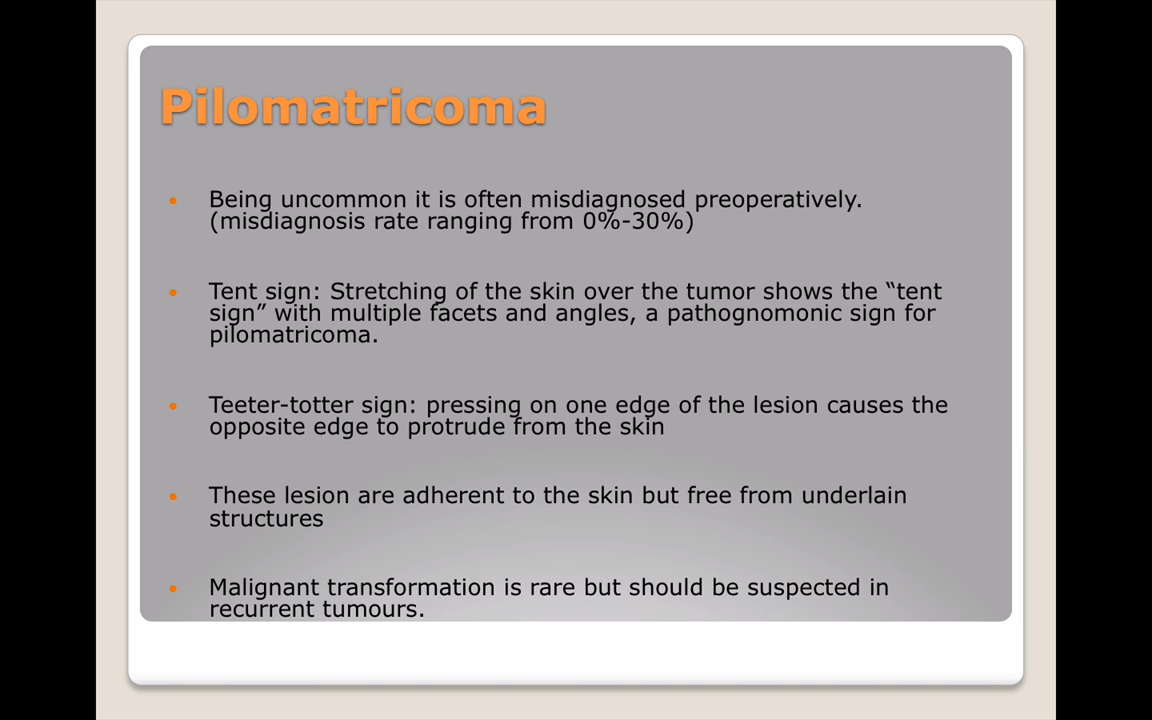 Pilomatricoma
• Being uncommon it is often misdiagnosed preoperatively.
(misdiagnosis rate ranging from 0%-30%)
• Tent sign: Stretching of the skin over the tumor shows the “tent
sign” with multiple facets and angles, a pathognomonic sign for
pilomatricoma.
• Teeter-totter sign: pressing on one edge of the lesion causes the
opposite edge to protrude from the skin
• These lesion are adherent to the skin but free from underlain
structures
• Malignant transformation is rare but should be suspected in
recurrent tumours.